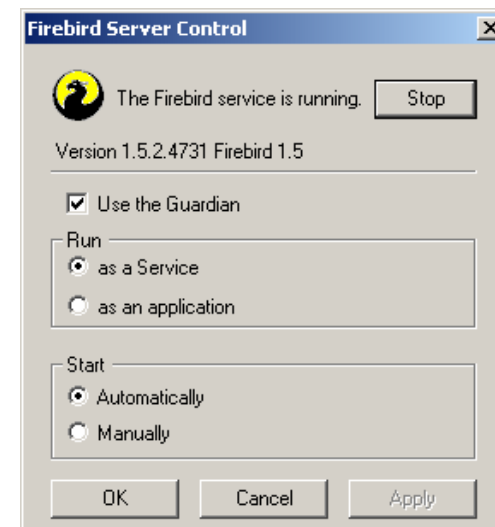 Firebird Server Control
The Firebird service is running. Stop
Version 1.5.2.4731 Firebird 1.5
Use the Guardian
Run
as a Service
as an application
Start
Automatically
Manually
OK Cancel Apply